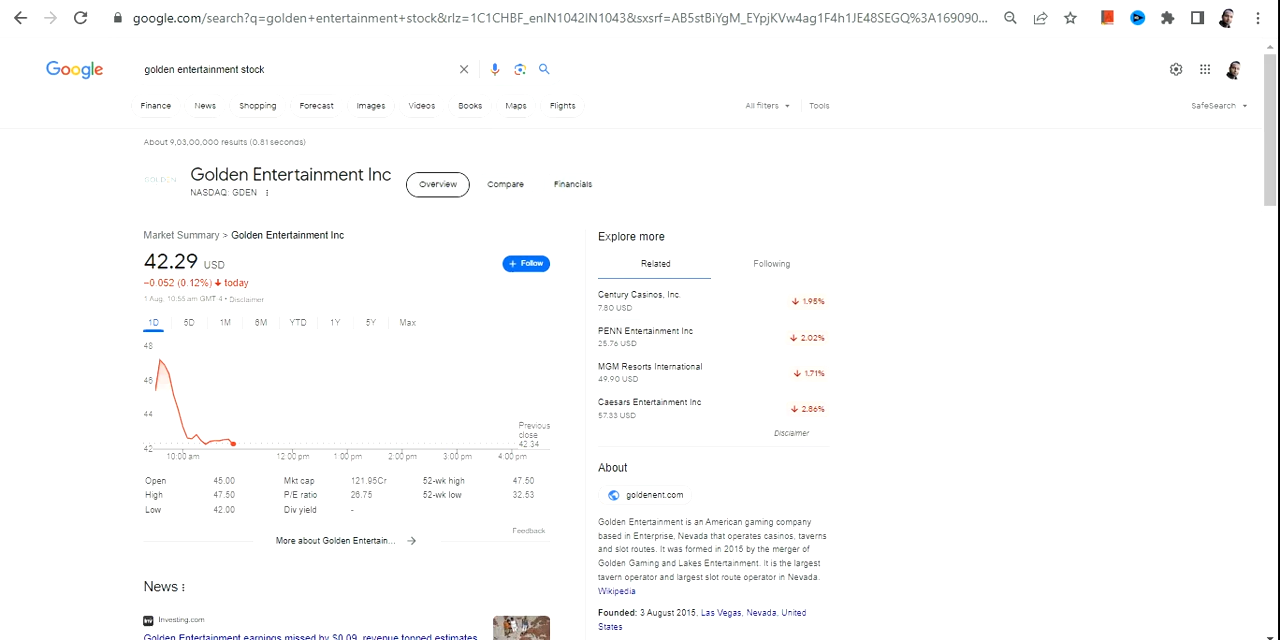 google.com/search?q=golden+entertainment+stock&rlz=1C1CHBF_enIN1042IN1043&sxsrf=AB5stBiYgM_EYpjKVw4ag1F4h1JE48SEGQ%3A169090...
Google
golden entertainment stock
Finance News Shopping Forecast Images Videos Books Maps Flights All filters Tools SafeSearch
About 9,03,00,000 results (0.81 seconds)
GOLDEN
Golden Entertainment Inc
NASDAQ: GDEN
Overview Compare Financials
Market Summary > Golden Entertainment Inc
42.29 USD
+ Follow
−0.052 (0.12%) today
1 Aug, 10:55 am GMT-4 • Disclaimer
1D 5D 1M 6M YTD 1Y 5Y Max
48
46
44
42
Previous
close
42.34
10:00 am 12:00 pm 1:00 pm 2:00 pm 3:00 pm 4:00 pm
Open 45.00 Mkt cap 121.95Cr 52-wk high 47.50
High 47.50 P/E ratio 26.75 52-wk low 32.53
Low 42.00 Div yield -
Feedback
More about Golden Entertain...
News
Investing.com
Golden Entertainment earnings missed by $0.09, revenue topped estimates
Explore more
Related Following
Century Casinos, Inc.
7.80 USD
1.95%
PENN Entertainment Inc
25.76 USD
2.02%
MGM Resorts International
49.90 USD
1.71%
Caesars Entertainment Inc
57.33 USD
2.86%
Disclaimer
About
goldenent.com
Golden Entertainment is an American gaming company
based in Enterprise, Nevada that operates casinos, taverns
and slot routes. It was formed in 2015 by the merger of
Golden Gaming and Lakes Entertainment. It is the largest
tavern operator and largest slot route operator in Nevada.
Wikipedia
Founded: 3 August 2015, Las Vegas, Nevada, United
States